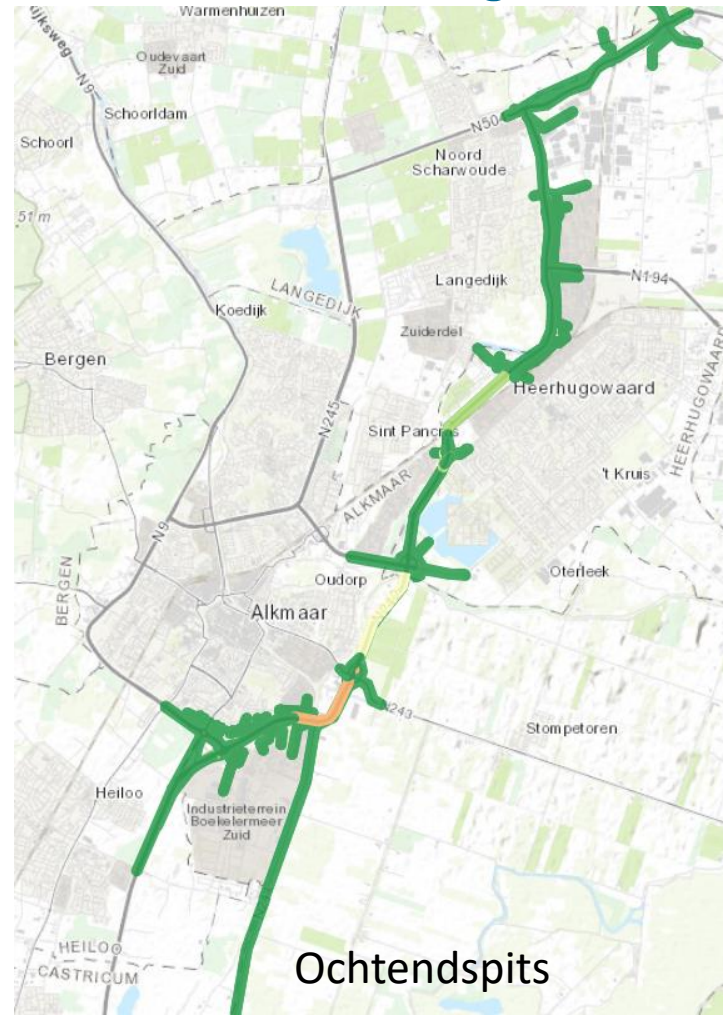 Warmenhuizen
Rijksweg
Oudevaart
Zuid
N9
Schoorldam
Schoorl
N50
Noord
Scharwoude
51 m
LANGEDIJK
Langedijk
N194
Koedijk
Zuiderdel
Bergen
Heerhugowaard
HEERHUGOWAARD
N245
Sint Pancras
't Kruis
ALKMAAR
N9
BERGEN
Oudorp
Oterleek
Alkmaar
N243
Stompetoren
Heiloo
Industrieterrein
Boekelermeer
Zuid
HEILOO
CASTRICUM
Ochtendspits